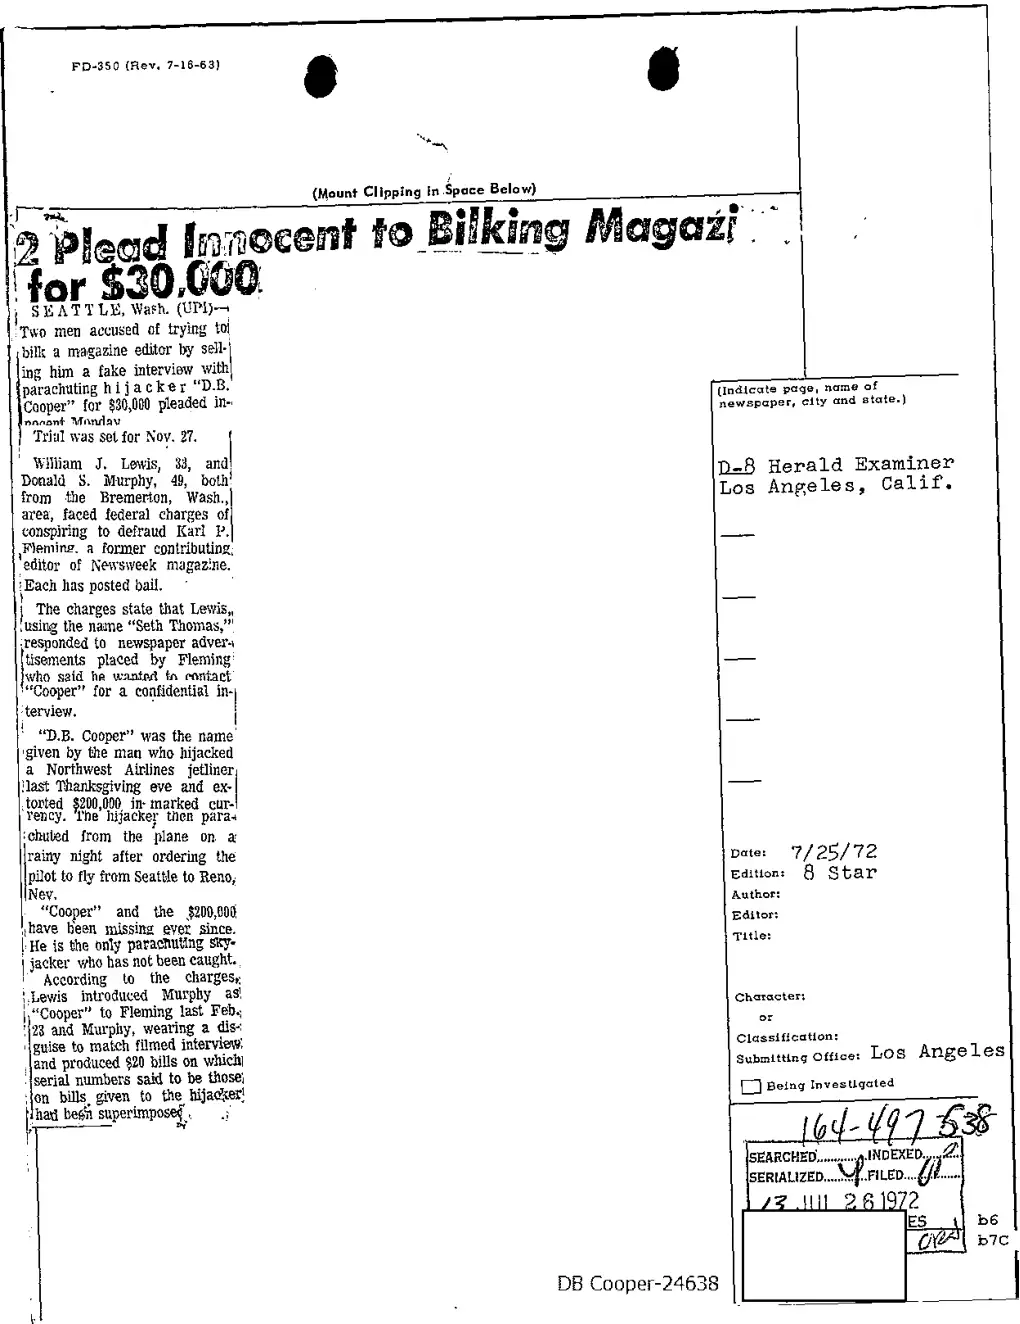 FD-350 (Rev. 7-16-63)
(Mount Clipping in Space Below)
2 Plead Innocent to Bilking Magazi
for $30,000
SEATTLE, Wash. (UPI)—
Two men accused of trying to
bilk a magazine editor by sell-
ing him a fake interview with
parachuting hijacker "D.B.
Cooper" for $30,000 pleaded in-
nocent Monday
Trial was set for Nov. 27.
William J. Lewis, 33, and
Donald S. Murphy, 49, both
from the Bremerton, Wash.,
area, faced federal charges of
conspiring to defraud Karl P.
Fleming, a former contributing
editor of Newsweek magazine.
Each has posted bail.
The charges state that Lewis,
using the name "Seth Thomas,"
responded to newspaper adver-
tisements placed by Fleming
who said he wanted to contact
"Cooper" for a confidential in-
terview.
"D.B. Cooper" was the name
given by the man who hijacked
a Northwest Airlines jetliner
last Thanksgiving eve and ex-
torted $200,000 in marked cur-
rency. The hijacker then para-
chuted from the plane on a
rainy night after ordering the
pilot to fly from Seattle to Reno,
Nev.
"Cooper" and the $200,000
have been missing ever since.
He is the only parachuting sky-
jacker who has not been caught.
According to the charges,
Lewis introduced Murphy as
"Cooper" to Fleming last Feb.
23 and Murphy, wearing a dis-
guise to match filmed interview
and produced $20 bills on which
serial numbers said to be those
on bills given to the hijacker
had been superimposed.
(Indicate page, name of
newspaper, city and state.)
D-8 Herald Examiner
Los Angeles, Calif.
Date: 7/25/72
Edition: 8 Star
Author:
Editor:
Title:
Character:
or
Classification:
Submitting Office: Los Angeles
Being Investigated
164-497 538
SEARCHED............INDEXED.....2..
SERIALIZED...........FILED..........
13 JUL 26 1972
ES
b6
b7C
DB Cooper-24638